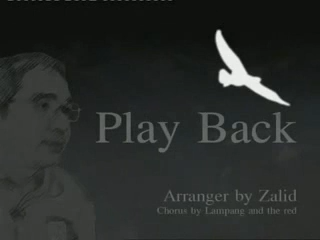 Play Back
Arranger by Zalid
Chorus by Lampang and the red